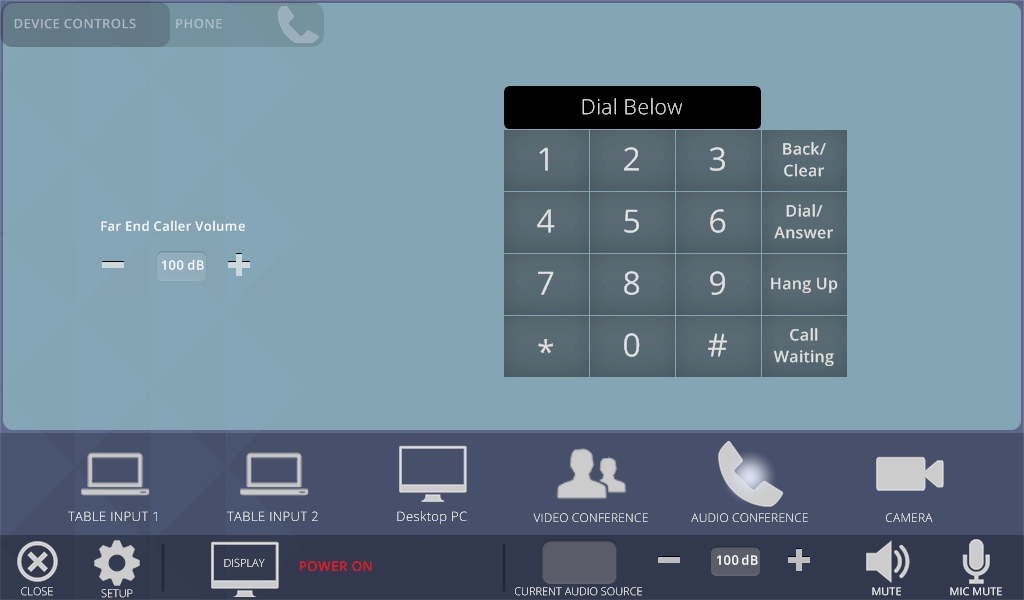 DEVICE CONTROLS
PHONE
Dial Below
1 2 3 Back/
Clear
4 5 6 Dial/
Answer
7 8 9 Hang Up
* 0 # Call
Waiting
Far End Caller Volume
100 dB
TABLE INPUT 1
TABLE INPUT 2
Desktop PC
VIDEO CONFERENCE
AUDIO CONFERENCE
CAMERA
CLOSE
SETUP
DISPLAY
POWER ON
CURRENT AUDIO SOURCE
100 dB
MUTE
MIC MUTE